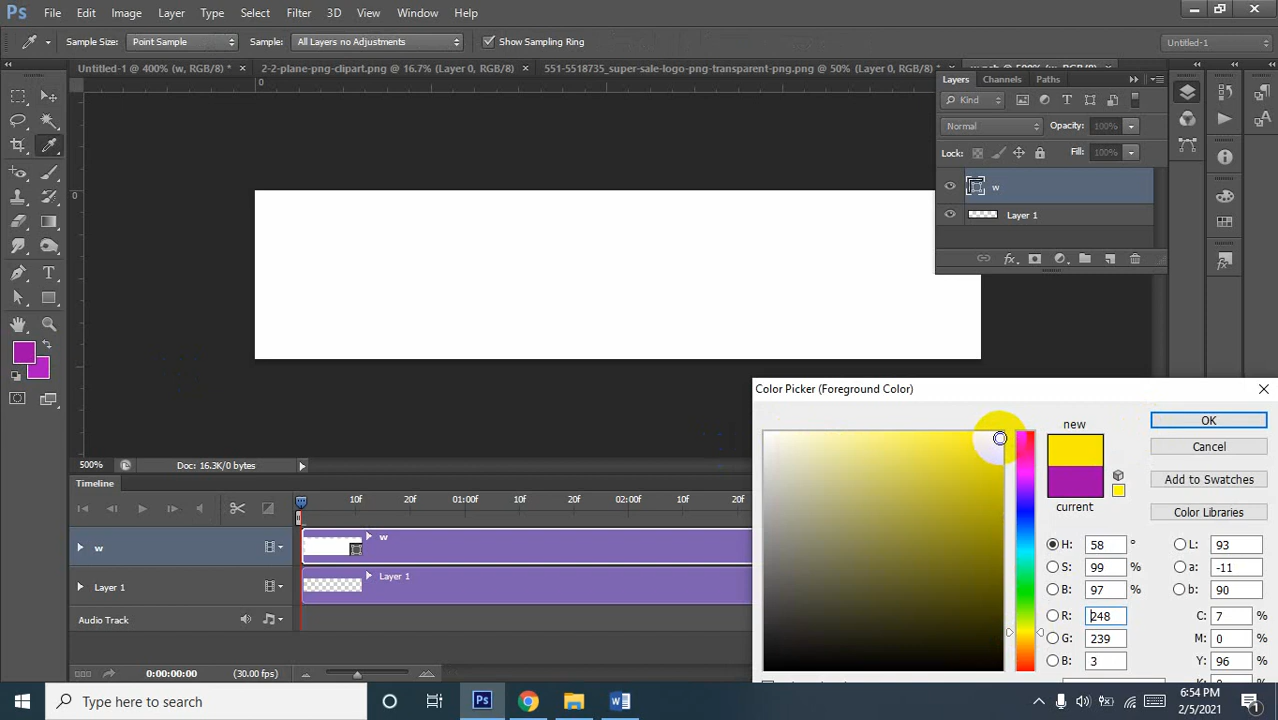 Ps File Edit Image Layer Type Select Filter 3D View Window Help
Sample Size: Point Sample Sample: All Layers no Adjustments Show Sampling Ring Untitled-1
Untitled-1 @ 400% (w, RGB/8) * × 2-2-plane-png-clipart.png @ 16.7% (Layer 0, RGB/8) × 551-5518735_super-sale-logo-png-transparent-png.png @ 50% (Layer 0, RGB/8) *
0
0
Layers Channels Paths
Kind
Normal Opacity: 100%
Lock: Fill: 100%
w
Layer 1
500% Doc: 16.3K/0 bytes
Timeline
10f 20f 01:00f 10f 20f 02:00f 10f 20f
w w
Layer 1 Layer 1
Audio Track
0:00:00:00 (30.00 fps)
Color Picker (Foreground Color)
new
current
OK
Cancel
Add to Swatches
Color Libraries
H: 58 ° L: 93
S: 99 % a: -11
B: 97 % b: 90
R: 248 C: 7 %
G: 239 M: 0 %
B: 3 Y: 96 %
Type here to search
Ps
6:54 PM
2/5/2021
1